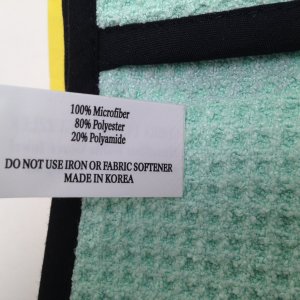 100% Microfiber
80% Polyester
20% Polyamide
DO NOT USE IRON OR FABRIC SOFTENER
MADE IN KOREA